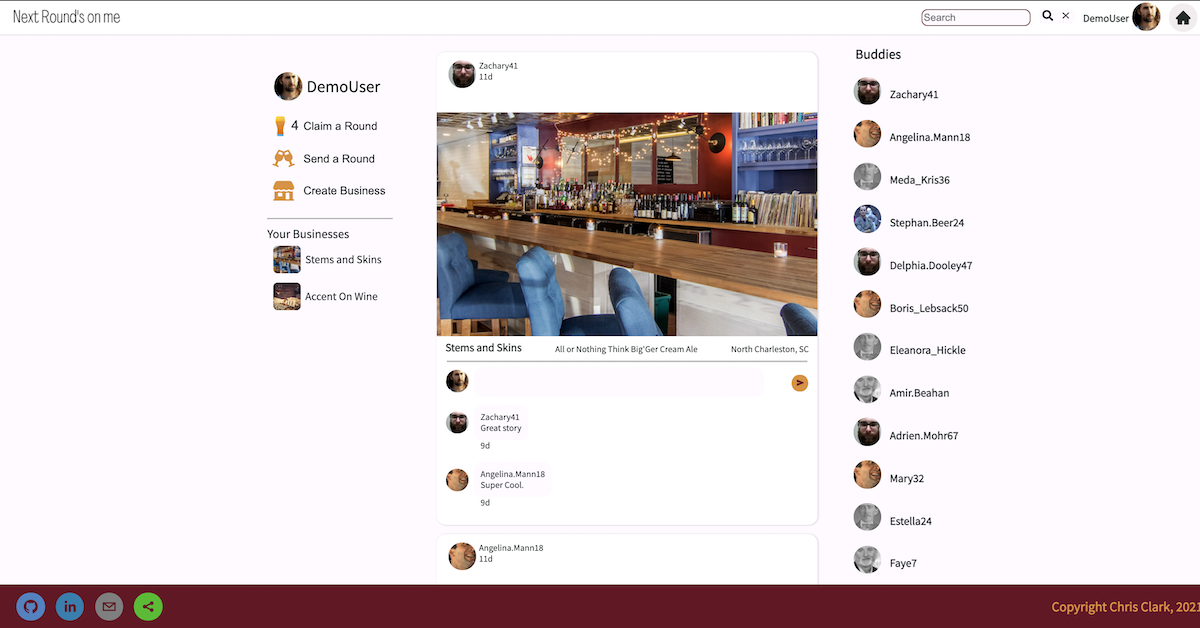 Next Round's on me
Search
DemoUser
DemoUser
4 Claim a Round
Send a Round
Create Business
Your Businesses
Stems and Skins
Accent On Wine
Zachary41
11d
Stems and Skins
All or Nothing Think Big'Ger Cream Ale
North Charleston, SC
Zachary41
Great story
9d
Angelina.Mann18
Super Cool.
9d
Angelina.Mann18
11d
Buddies
Zachary41
Angelina.Mann18
Meda_Kris36
Stephan.Beer24
Delphia.Dooley47
Boris_Lebsack50
Eleanora_Hickle
Amir.Beahan
Adrien.Mohr67
Mary32
Estella24
Faye7
in
Copyright Chris Clark, 2021